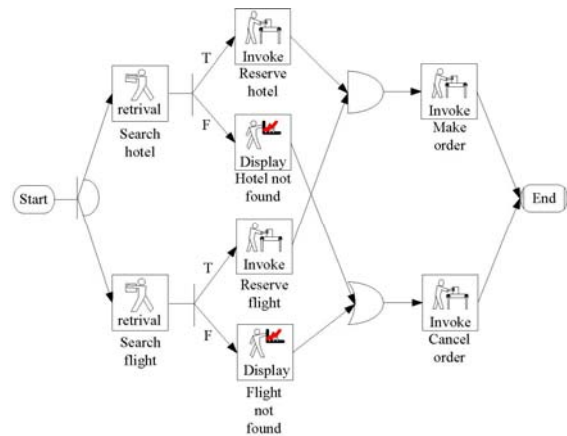 Invoke
Reserve
hotel
T
retrival
Search
hotel
F
Display
Hotel not
found
Invoke
Make
order
Start
End
T
Invoke
Reserve
flight
retrival
Search
flight
F
Display
Flight
not
found
Invoke
Cancel
order